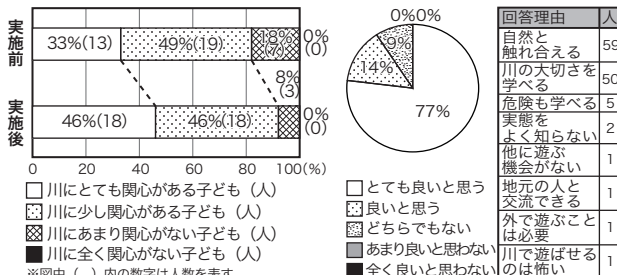 実施前
33%(13)
49%(19)
18%
(7)
0%
(0)
8%
(3)
実施後
46%(18)
46%(18)
0%
(0)
0 20 40 60 80 100(%)
川にとても関心がある子ども（人）
川に少し関心がある子ども（人）
川にあまり関心がない子ども（人）
川に全く関心がない子ども（人）
※図中（ ）内の数字は人数を表す
0%0%
9%
14%
77%
とても良いと思う
良いと思う
どちらでもない
あまり良いと思わない
全く良いと思わない
回答理由 人
自然と
触れ合える 59
川の大切さを
学べる 50
危険も学べる 5
実態を
よく知らない 2
他に遊ぶ
機会がない 1
地元の人と
交流できる 1
外で遊ぶこと
は必要 1
川で遊ばせる
のは怖い 1